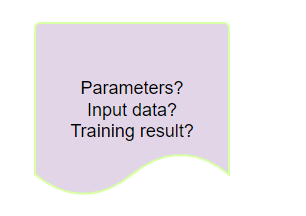 Parameters?
Input data?
Training result?